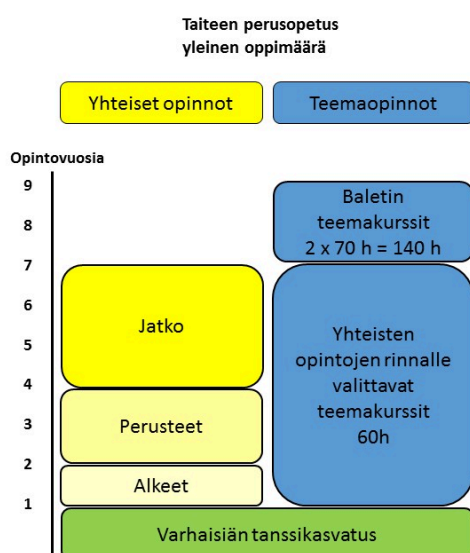 Taiteen perusopetus
yleinen oppimäärä
Yhteiset opinnot
Teemaopinnot
Opintovuosia
9
8
7
6
5
4
3
2
1
Baletin
teemakurssit
2 x 70 h = 140 h
Jatko
Yhteisten
opintojen rinnalle
valittavat
teemakurssit
60h
Perusteet
Alkeet
Varhaisiän tanssikasvatus